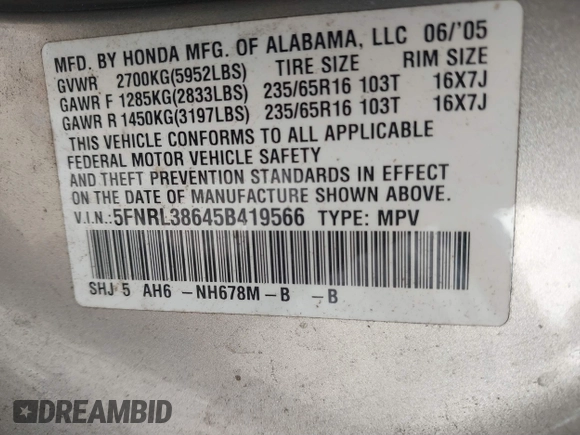 MFD. BY HONDA MFG. OF ALABAMA, LLC 06/'05
GVWR 2700KG(5952LBS) TIRE SIZE RIM SIZE
GAWR F 1285KG(2833LBS) 235/65R16 103T 16X7J
GAWR R 1450KG(3197LBS) 235/65R16 103T 16X7J
THIS VEHICLE CONFORMS TO ALL APPLICABLE
FEDERAL MOTOR VEHICLE SAFETY
AND THEFT PREVENTION STANDARDS IN EFFECT
ON THE DATE OF MANUFACTURE SHOWN ABOVE.
V.I.N.:5FNRL38645B419566 TYPE: MPV
SHJ 5 AH6 -NH678M-B -B
DREAMBID